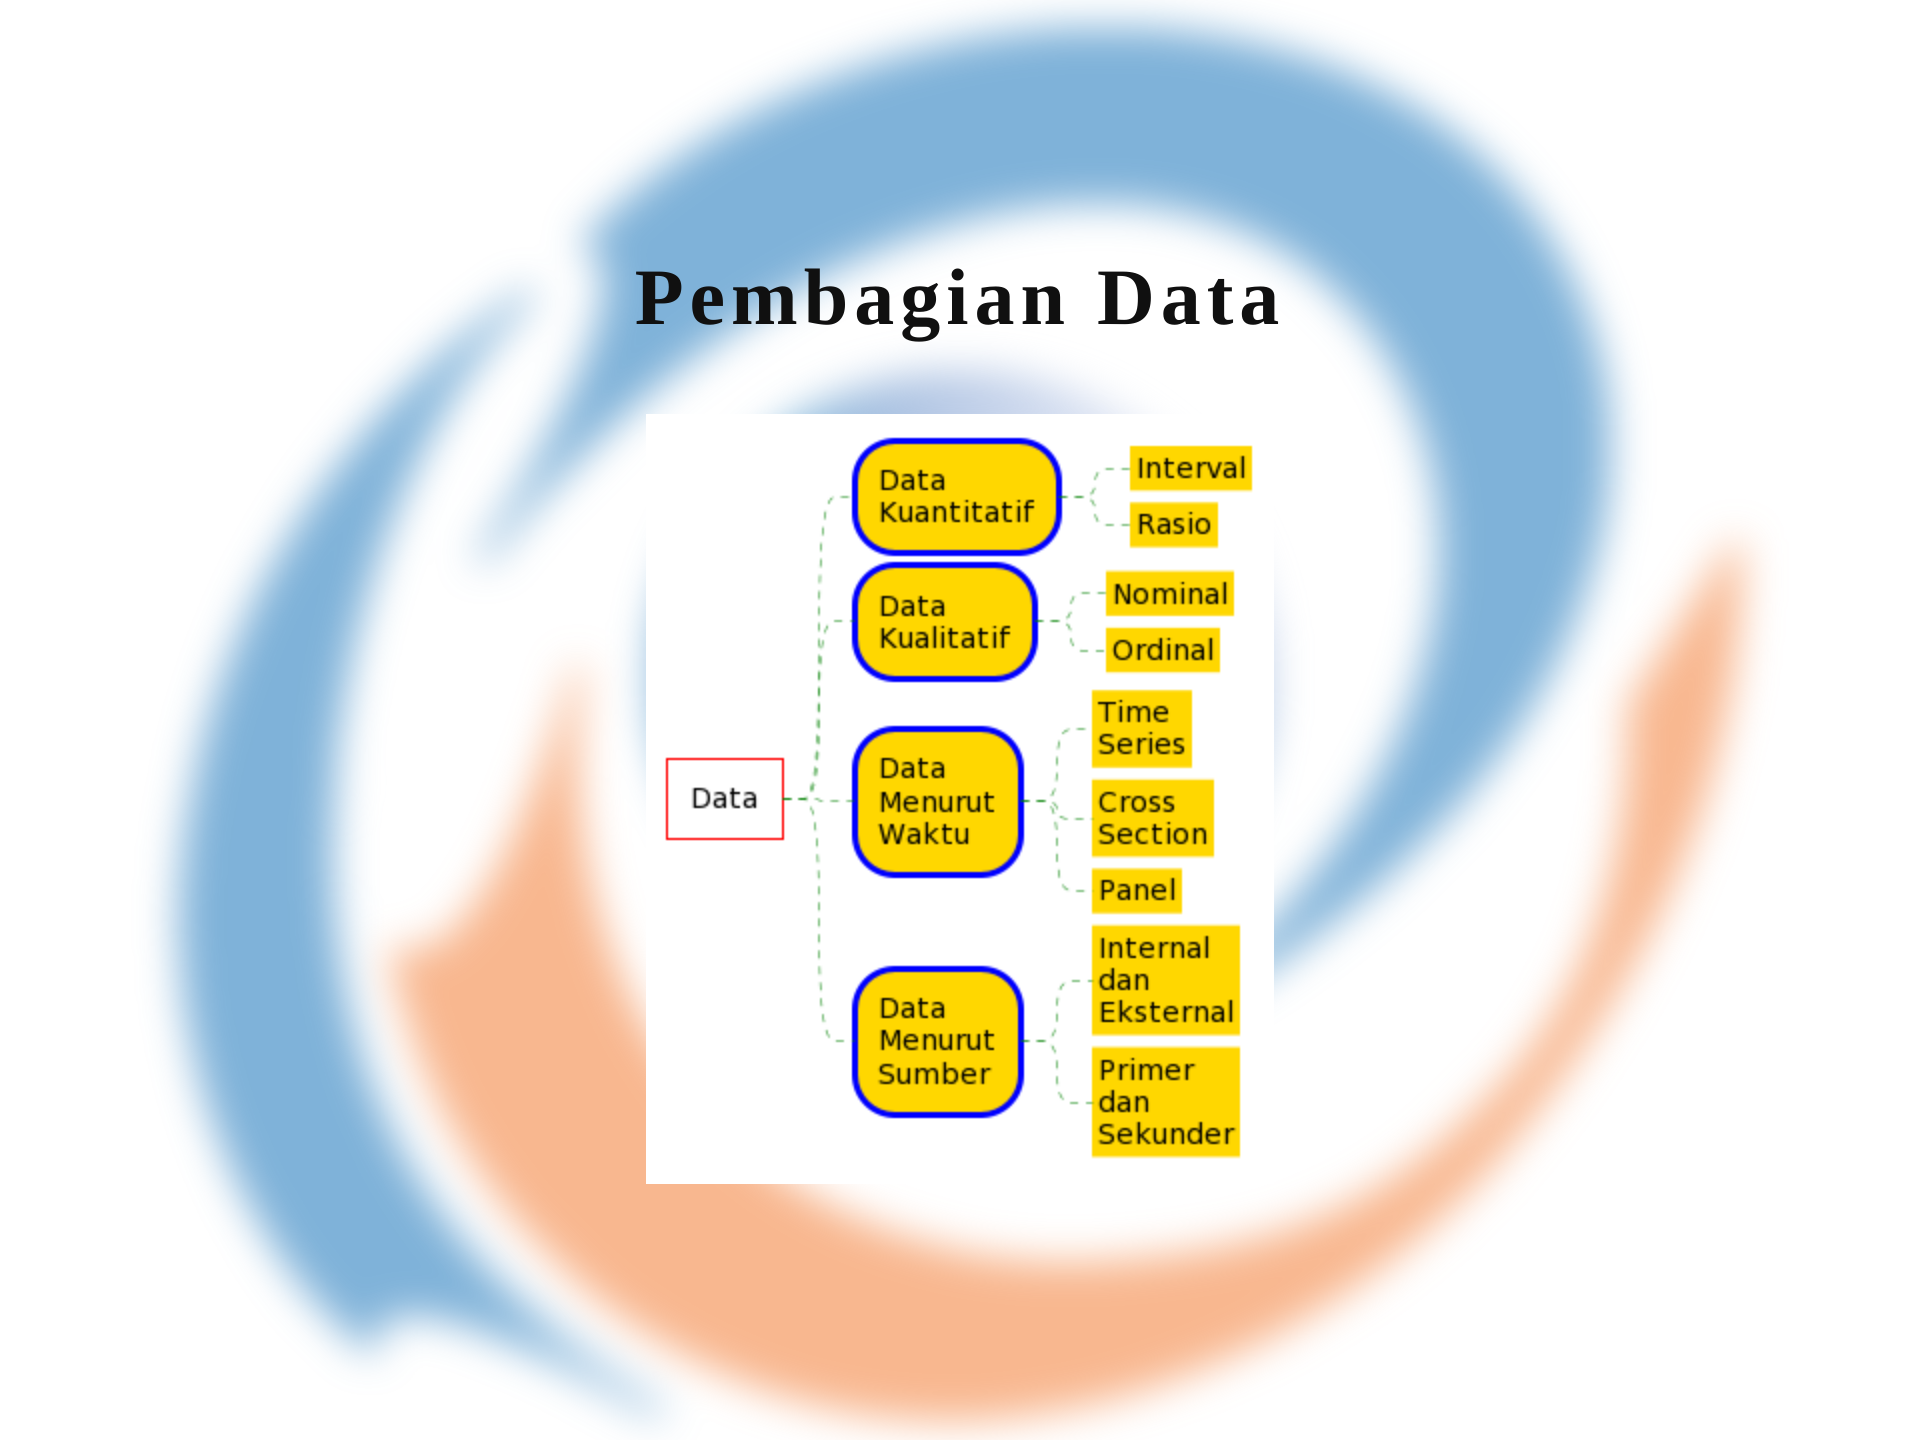 Pembagian Data
Data
Data
Kuantitatif
Interval
Rasio
Data
Kualitatif
Nominal
Ordinal
Data
Menurut
Waktu
Time
Series
Cross
Section
Panel
Data
Menurut
Sumber
Internal
dan
Eksternal
Primer
dan
Sekunder